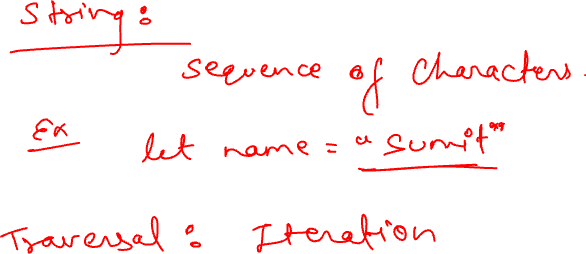 String :
sequence of characters.
Ex let name = "Sumit"
Traversal : Iteration